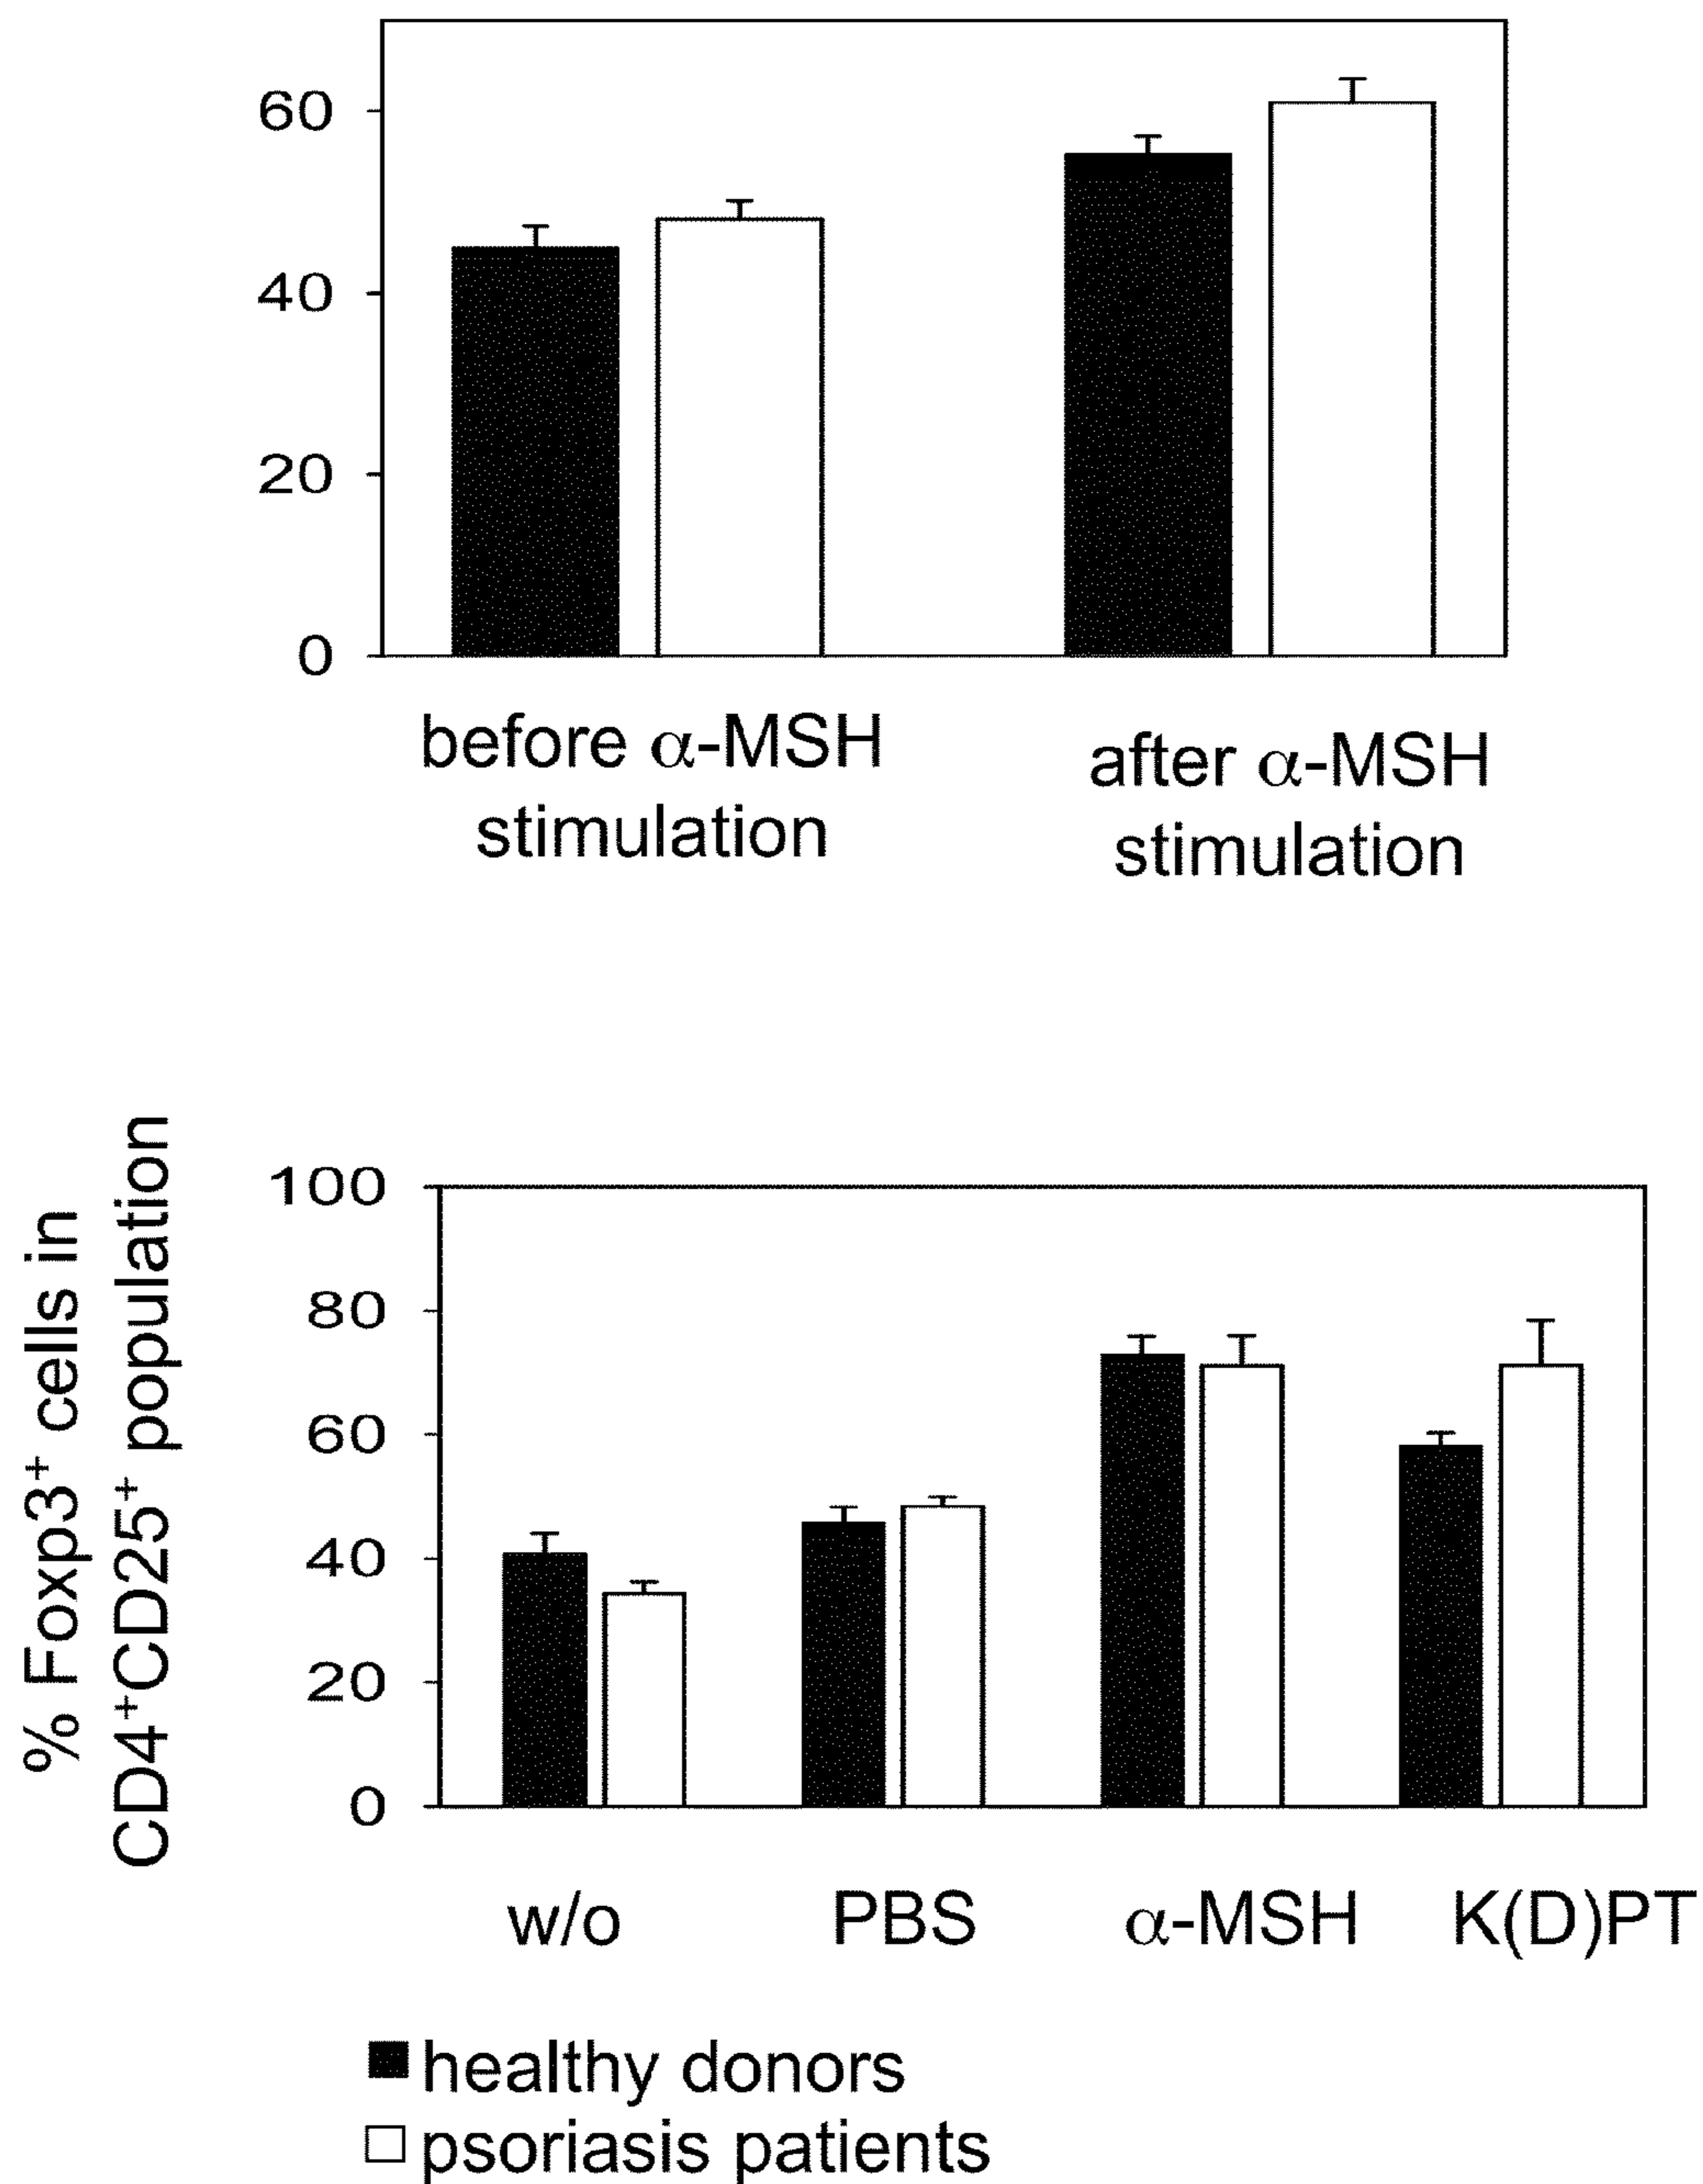 60
40
20
0
before α-MSH
stimulation
after α-MSH
stimulation
% Foxp3⁺ cells in
CD4⁺CD25⁺ population
100
80
60
40
20
0
w/o PBS α-MSH K(D)PT
healthy donors
psoriasis patients